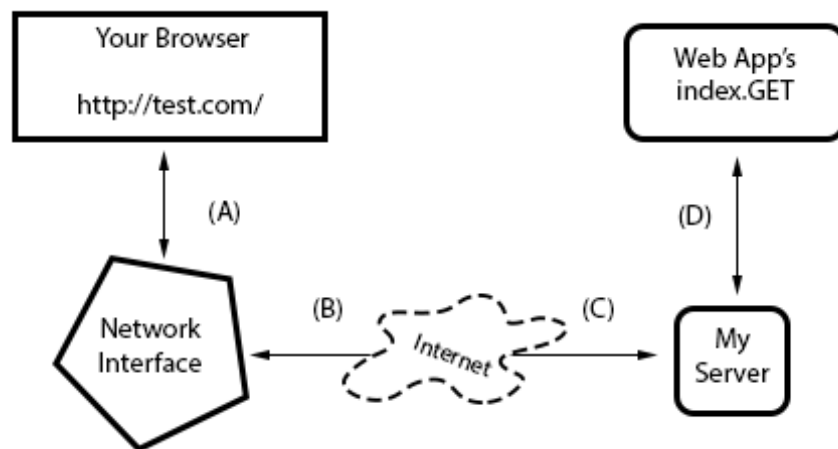 Your Browser
http://test.com/
Web App's
index.GET
(A)
(D)
Network
Interface
(B)
Internet
(C)
My
Server